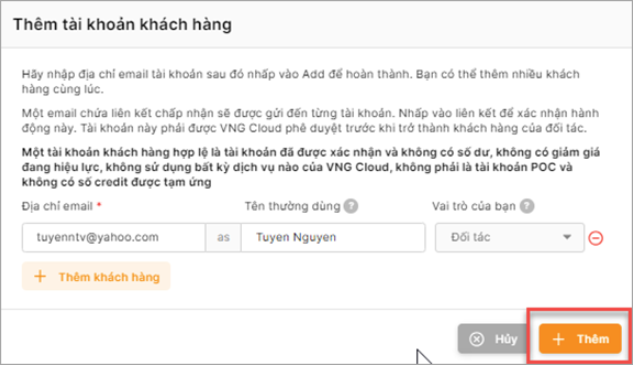 Thêm tài khoản khách hàng
Hãy nhập địa chỉ email tài khoản sau đó nhấp vào Add để hoàn thành. Bạn có thể thêm nhiều khách
hàng cùng lúc.
Một email chứa liên kết chấp nhận sẽ được gửi đến từng tài khoản. Nhấp vào liên kết để xác nhận hành
động này. Tài khoản này phải được VNG Cloud phê duyệt trước khi trở thành khách hàng của đối tác.
Một tài khoản khách hàng hợp lệ là tài khoản đã được xác nhận và không có số dư, không có giảm giá
đang hiệu lực, không sử dụng bất kỳ dịch vụ nào của VNG Cloud, không phải là tài khoản POC và
không có số credit được tạm ứng
Địa chỉ email * Tên thường dùng ? Vai trò của bạn ?
tuyenntv@yahoo.com as Tuyen Nguyen Đối tác
+ Thêm khách hàng
Hủy + Thêm